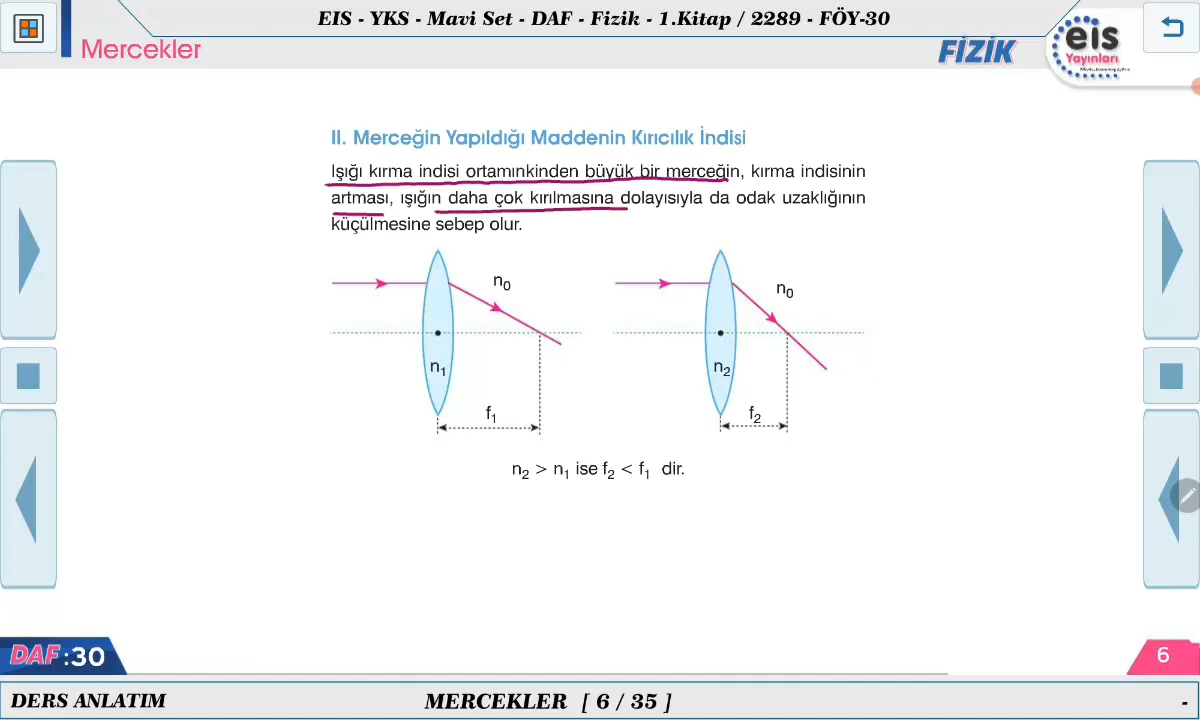 EIS - YKS - Mavi Set - DAF - Fizik - 1.Kitap / 2289 - FÖY-30
Mercekler
FİZİK
eis
Yayınları
II. Merceğin Yapıldığı Maddenin Kırıcılık İndisi
Işığı kırma indisi ortamınkinden büyük bir merceğin, kırma indisinin
artması, ışığın daha çok kırılmasına dolayısıyla da odak uzaklığının
küçülmesine sebep olur.
n₀
n₁
f₁
n₀
n₂
f₂
n₂ > n₁ ise f₂ < f₁ dir.
DAF :30
6
DERS ANLATIM
MERCEKLER [ 6 / 35 ]
-